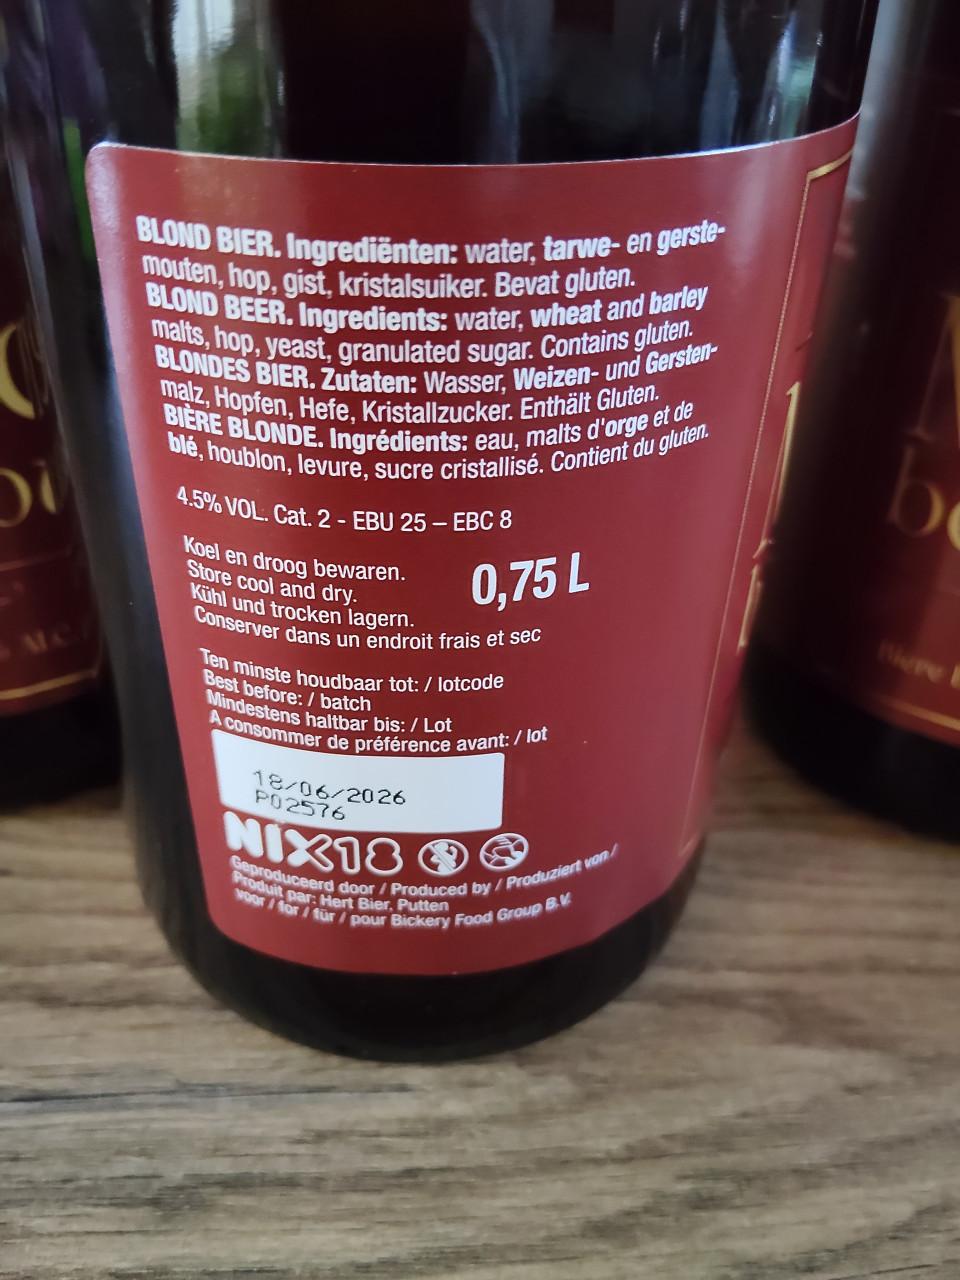 BLOND BIER. Ingrediënten: water, tarwe- en gerste-
mouten, hop, gist, kristalsuiker. Bevat gluten.
BLOND BEER. Ingredients: water, wheat and barley
malts, hop, yeast, granulated sugar. Contains gluten.
BLONDES BIER. Zutaten: Wasser, Weizen- und Gersten-
malz, Hopfen, Hefe, Kristallzucker. Enthält Gluten.
BIÈRE BLONDE. Ingrédients: eau, malts d'orge et de
blé, houblon, levure, sucre cristallisé. Contient du gluten.
4.5% VOL. Cat. 2 - EBU 25 – EBC 8
Koel en droog bewaren.
Store cool and dry.
Kühl und trocken lagern.
Conserver dans un endroit frais et sec
0,75 L
Ten minste houdbaar tot: / lotcode
Best before: / batch
Mindestens haltbar bis: / Lot
A consommer de préférence avant: / lot
18/06/2026
P02576
NIX18
Geproduceerd door / Produced by / Produziert von /
Produit par: Hert Bier, Putten
voor / for / für / pour Bickery Food Group B.V.